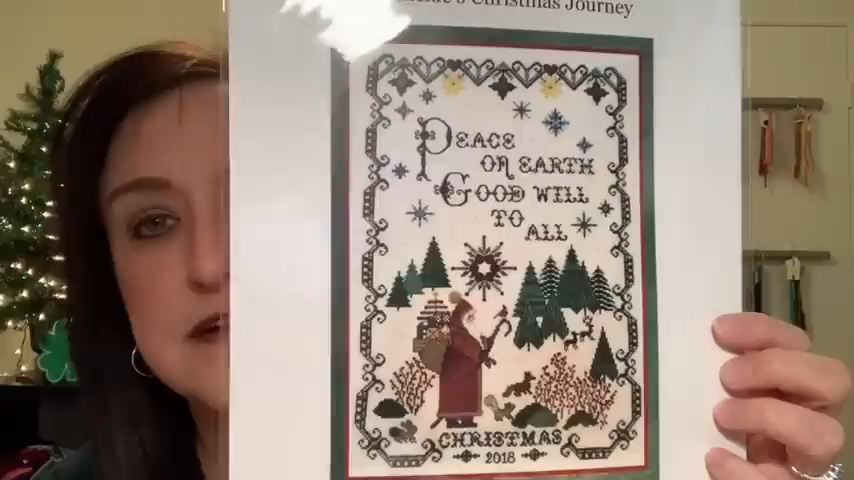 Christmas Journey
PEACE
ON EARTH
GOOD WILL
TO
ALL
CHRISTMAS
2018